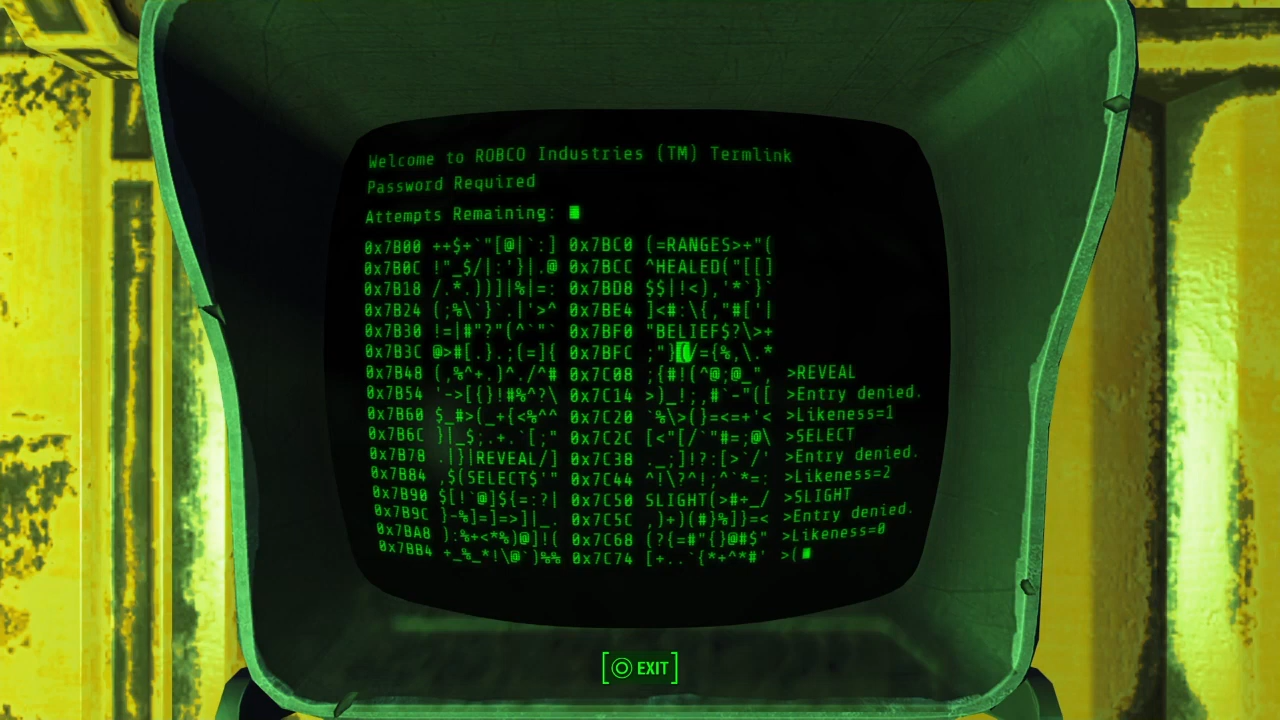 Welcome to ROBCO Industries (TM) Termlink
Password Required
Attempts Remaining: ■
0x7B00 ++$+`"[@|`:] 0x7BC0 (=RANGES>+"(
0x7B0C !"_$/|:'}|.@ 0x7BCC ^HEALED("[[]
0x7B18 /.*.))]|%|=: 0x7BD8 $$|!<),'*`}`
0x7B24 (;%\`}`.|'>^ 0x7BE4 ]<#:\{,"#['|
0x7B30 !=|#"?"(^`"` 0x7BF0 "BELIEF$?\>+
0x7B3C @>#[.}.;(=]{ 0x7BFC ;"}(/={%,\.*
0x7B48 (,%^+.)^./^# 0x7C08 ;{#!(^@;@_", >REVEAL
0x7B54 '->[{}!#%^?\ 0x7C14 >)_!;,#`-"([ >Entry denied.
0x7B60 $_#>(_+{<%^^ 0x7C20 `%\>(}=<=+'< >Likeness=1
0x7B6C }|_$;.+.`[;" 0x7C2C [<"[/`"#=;@\ >SELECT
0x7B78 .|}|REVEAL/] 0x7C38 ._;]!?:[>`/' >Entry denied.
0x7B84 ,$(SELECT$'" 0x7C44 ^!\?^!;^`*=: >Likeness=2
0x7B90 $[!`@]${=:?| 0x7C50 SLIGHT(>#÷_/ >SLIGHT
0x7B9C }-%]=]=>]|_. 0x7C5C ,)+)(#}%]}=< >Entry denied.
0x7BA8 ):%+<*%)@]!( 0x7C68 (?{=#"{}@#$" >Likeness=0
0x7BB4 +_%_*!\@`)%% 0x7C74 [+..`{*+^*#' >(■
EXIT